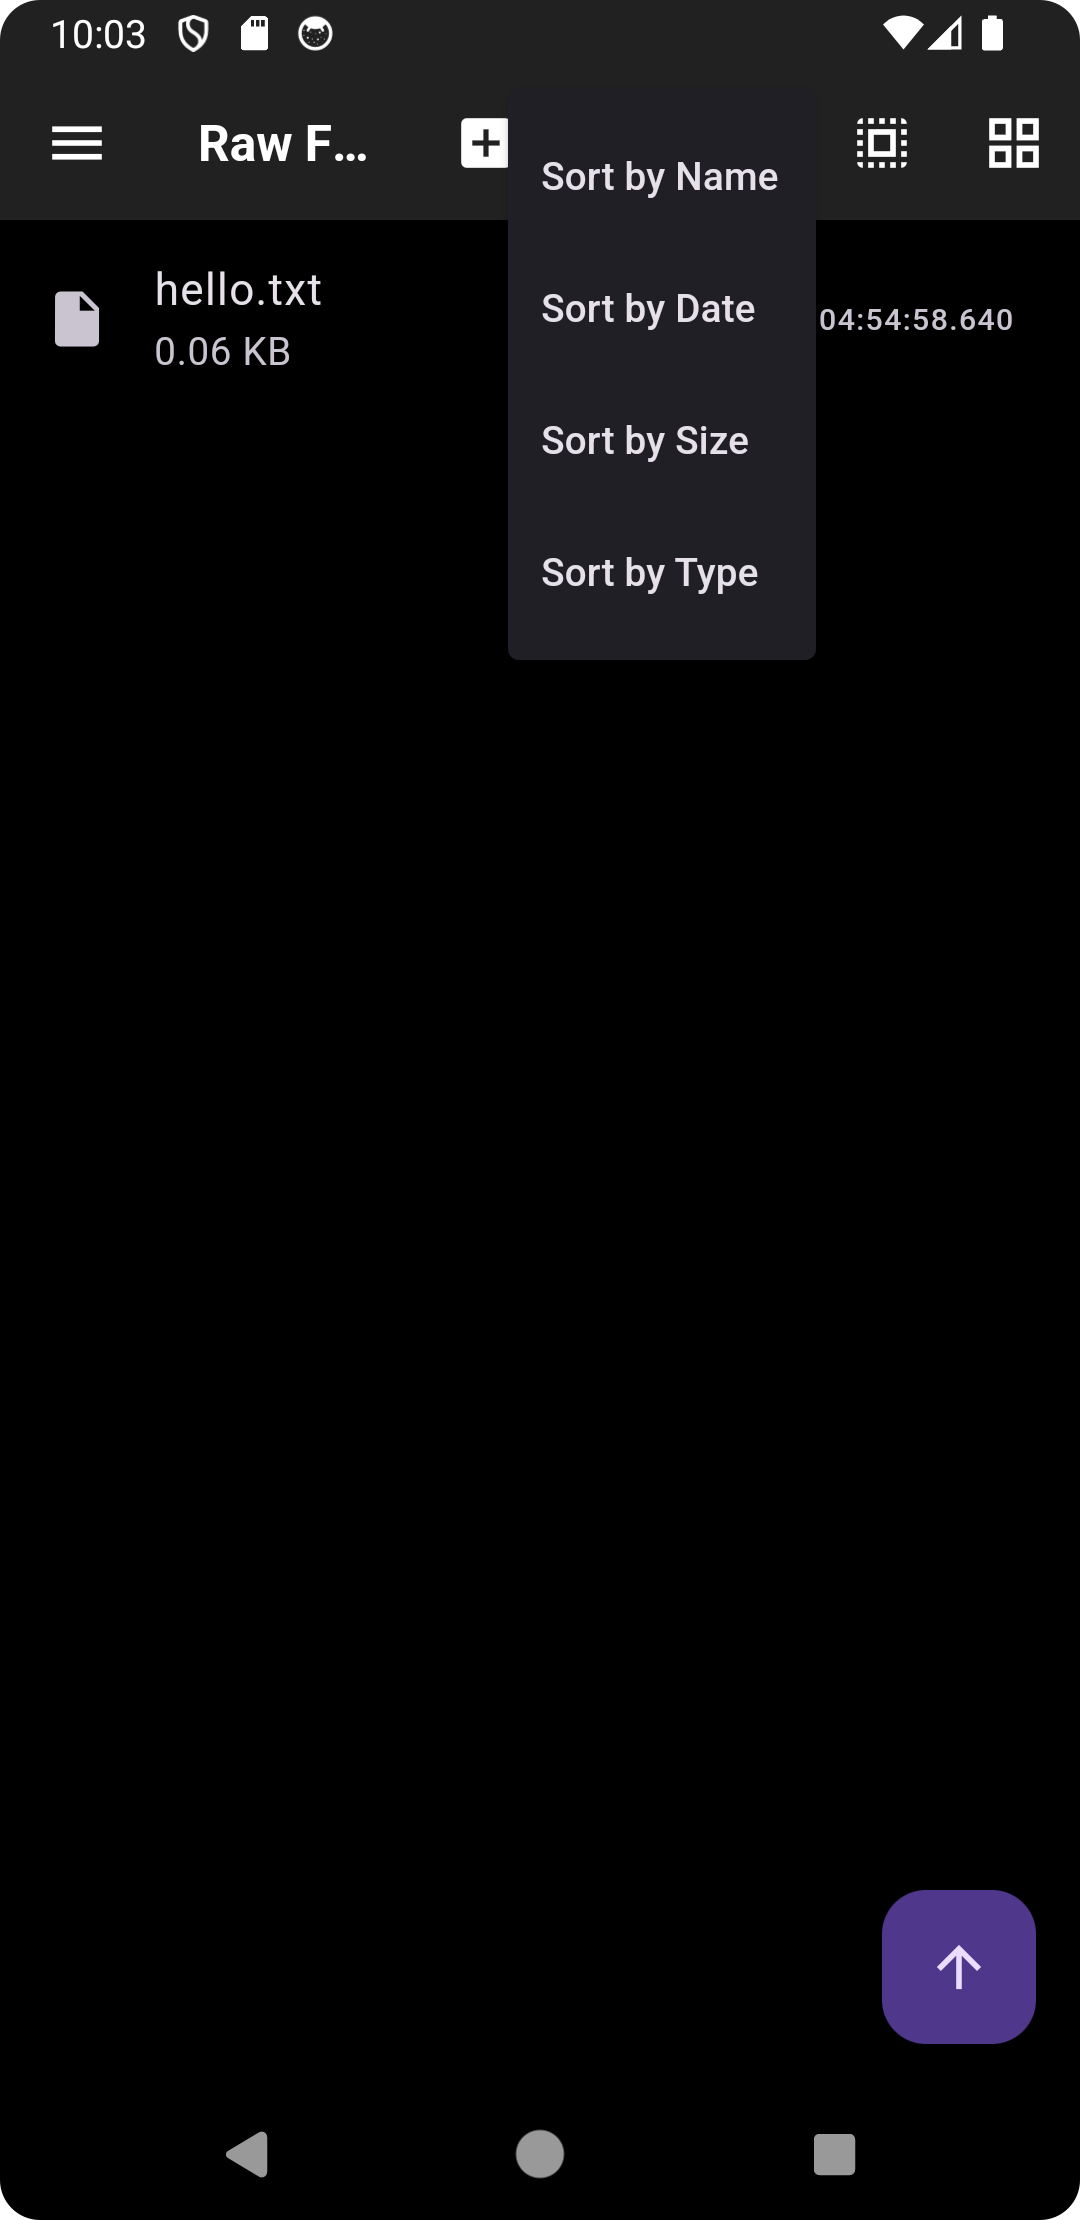 10:03
Raw F...
Sort by Name
Sort by Date
Sort by Size
Sort by Type
hello.txt
0.06 KB
04:54:58.640